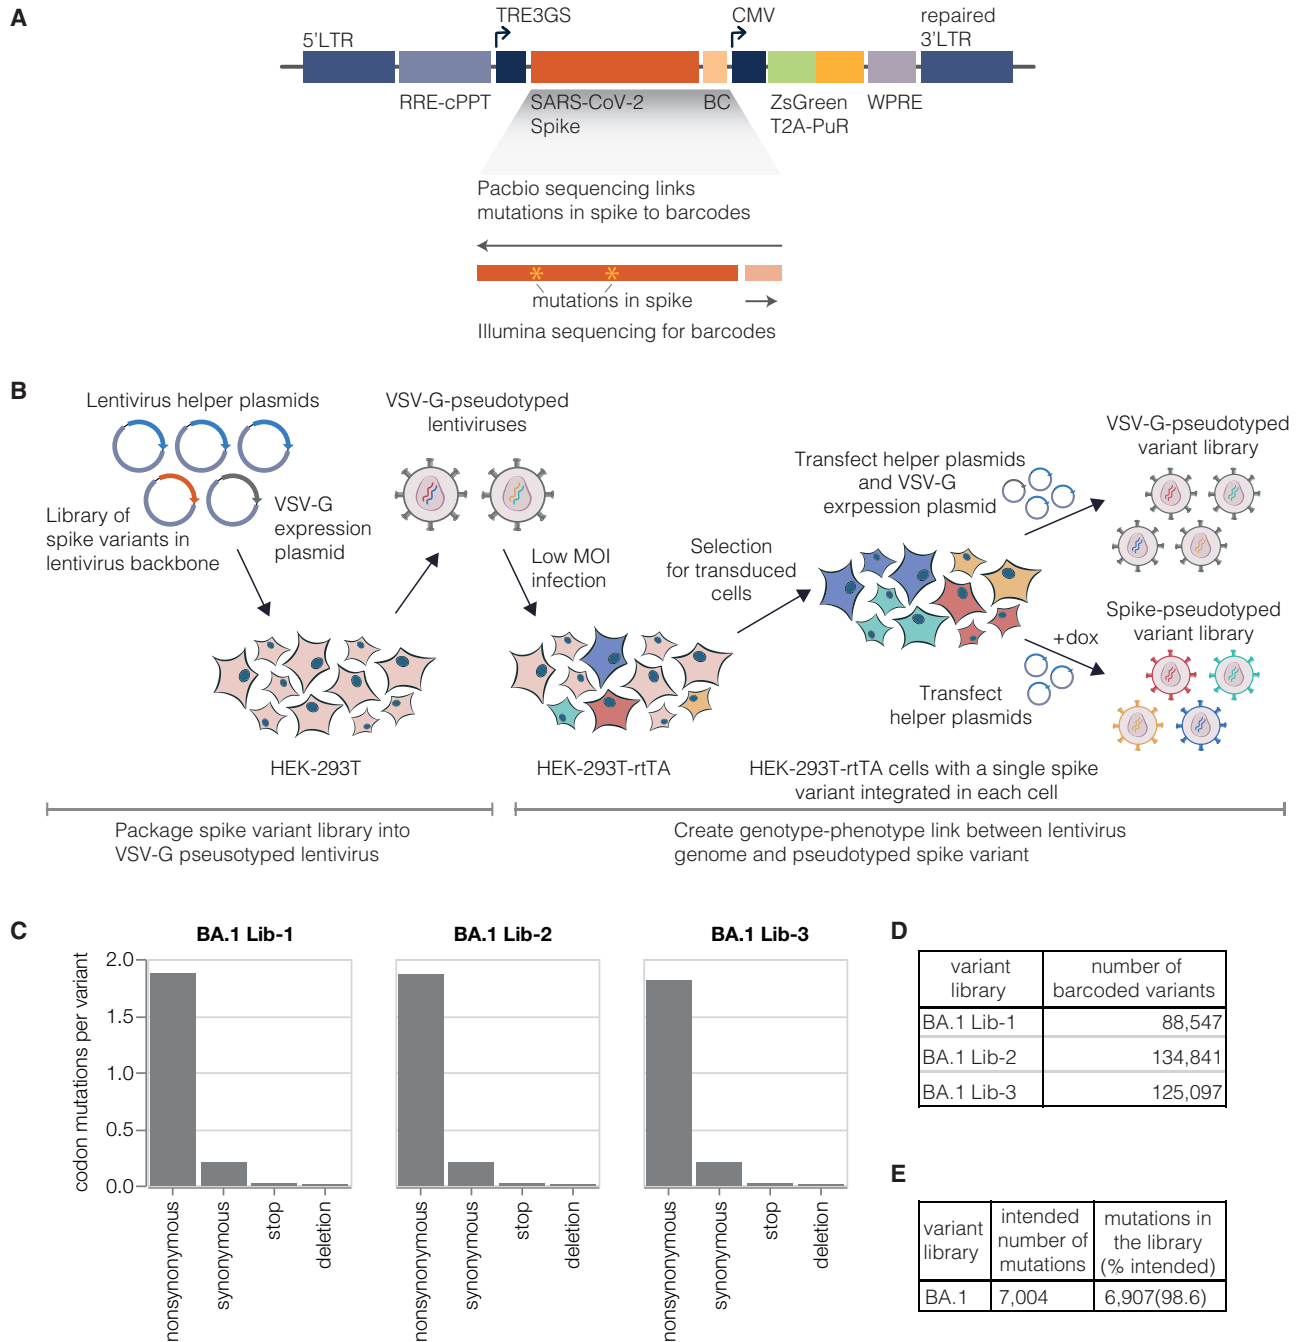 A
5'LTR
TRE3GS
CMV
repaired
3'LTR
RRE-cPPT
SARS-CoV-2
Spike
BC
ZsGreen
T2A-PuR
WPRE
Pacbio sequencing links
mutations in spike to barcodes
mutations in spike
Illumina sequencing for barcodes
B
Lentivirus helper plasmids
Library of
spike variants in
lentivirus backbone
VSV-G
expression
plasmid
VSV-G-pseudotyped
lentiviruses
Low MOI
infection
Selection
for transduced
cells
Transfect helper plasmids
and VSV-G
exrpession plasmid
VSV-G-pseudotyped
variant library
+dox
Transfect
helper plasmids
Spike-pseudotyped
variant library
HEK-293T
HEK-293T-rtTA
HEK-293T-rtTA cells with a single spike
variant integrated in each cell
Package spike variant library into
VSV-G pseusotyped lentivirus
Create genotype-phenotype link between lentivirus
genome and pseudotyped spike variant
C
BA.1 Lib-1
BA.1 Lib-2
BA.1 Lib-3
codon mutations per variant
2.0
1.5
1.0
0.5
0.0
nonsynonymous
synonymous
stop
deletion
nonsynonymous
synonymous
stop
deletion
nonsynonymous
synonymous
stop
deletion
D
variant
library
number of
barcoded variants
BA.1 Lib-1 88,547
BA.1 Lib-2 134,841
BA.1 Lib-3 125,097
E
variant
library
intended
number of
mutations
mutations in
the library
(% intended)
BA.1 7,004 6,907(98.6)